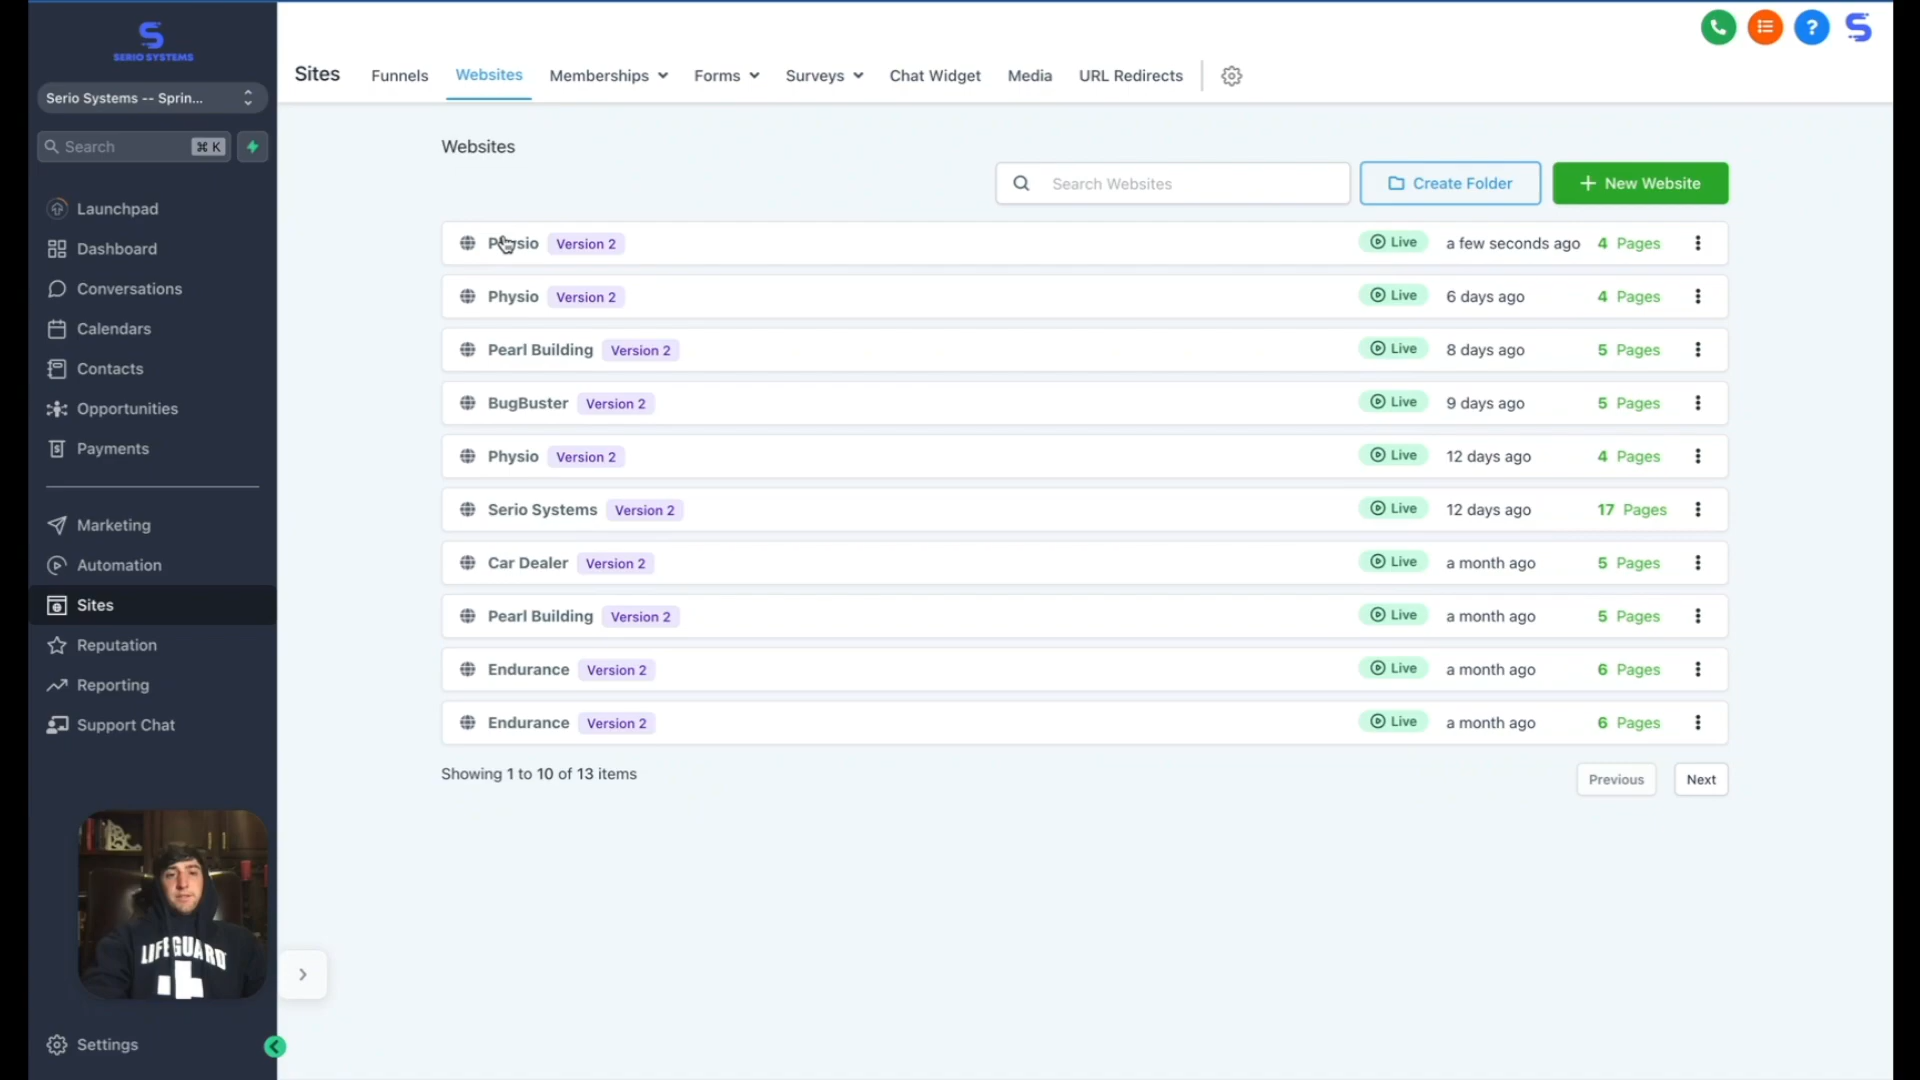 SERIO SYSTEMS
Serio Systems -- Sprin...
Search ⌘ K
Launchpad
Dashboard
Conversations
Calendars
Contacts
Opportunities
Payments
Marketing
Automation
Sites
Reputation
Reporting
Support Chat
Settings
Sites Funnels Websites Memberships Forms Surveys Chat Widget Media URL Redirects
Websites
Search Websites Create Folder + New Website
Physio Version 2 Live a few seconds ago 4 Pages
Physio Version 2 Live 6 days ago 4 Pages
Pearl Building Version 2 Live 8 days ago 5 Pages
BugBuster Version 2 Live 9 days ago 5 Pages
Physio Version 2 Live 12 days ago 4 Pages
Serio Systems Version 2 Live 12 days ago 17 Pages
Car Dealer Version 2 Live a month ago 5 Pages
Pearl Building Version 2 Live a month ago 5 Pages
Endurance Version 2 Live a month ago 6 Pages
Endurance Version 2 Live a month ago 6 Pages
Showing 1 to 10 of 13 items Previous Next
LIFEGUARD